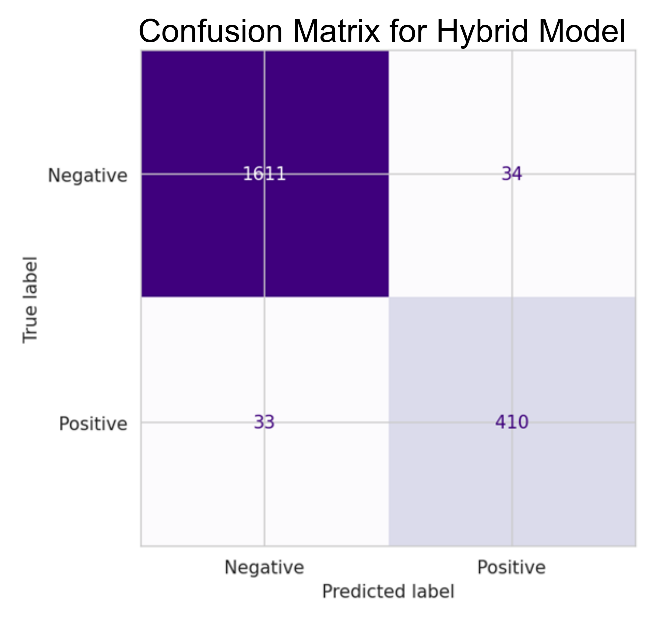 Confusion Matrix for Hybrid Model
Negative
1611
34
True label
Positive
33
410
Negative
Positive
Predicted label